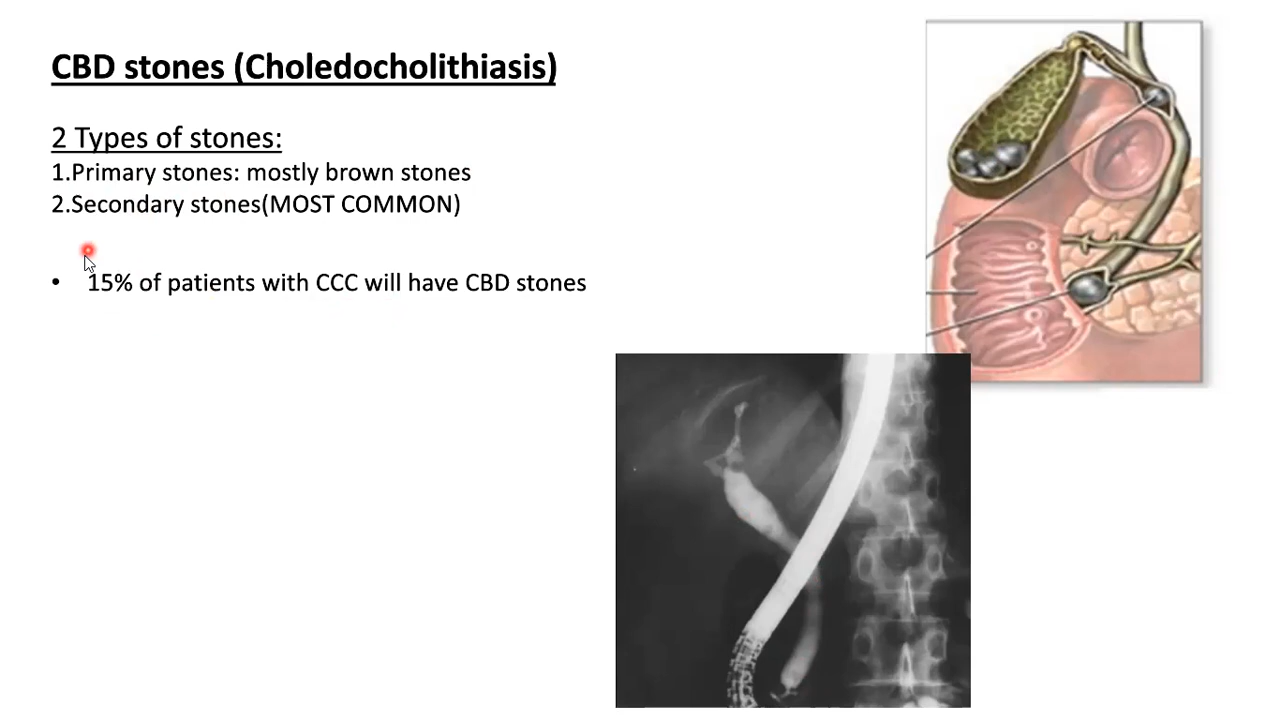 CBD stones (Choledocholithiasis)
2 Types of stones:
1.Primary stones: mostly brown stones
2.Secondary stones(MOST COMMON)
• 15% of patients with CCC will have CBD stones